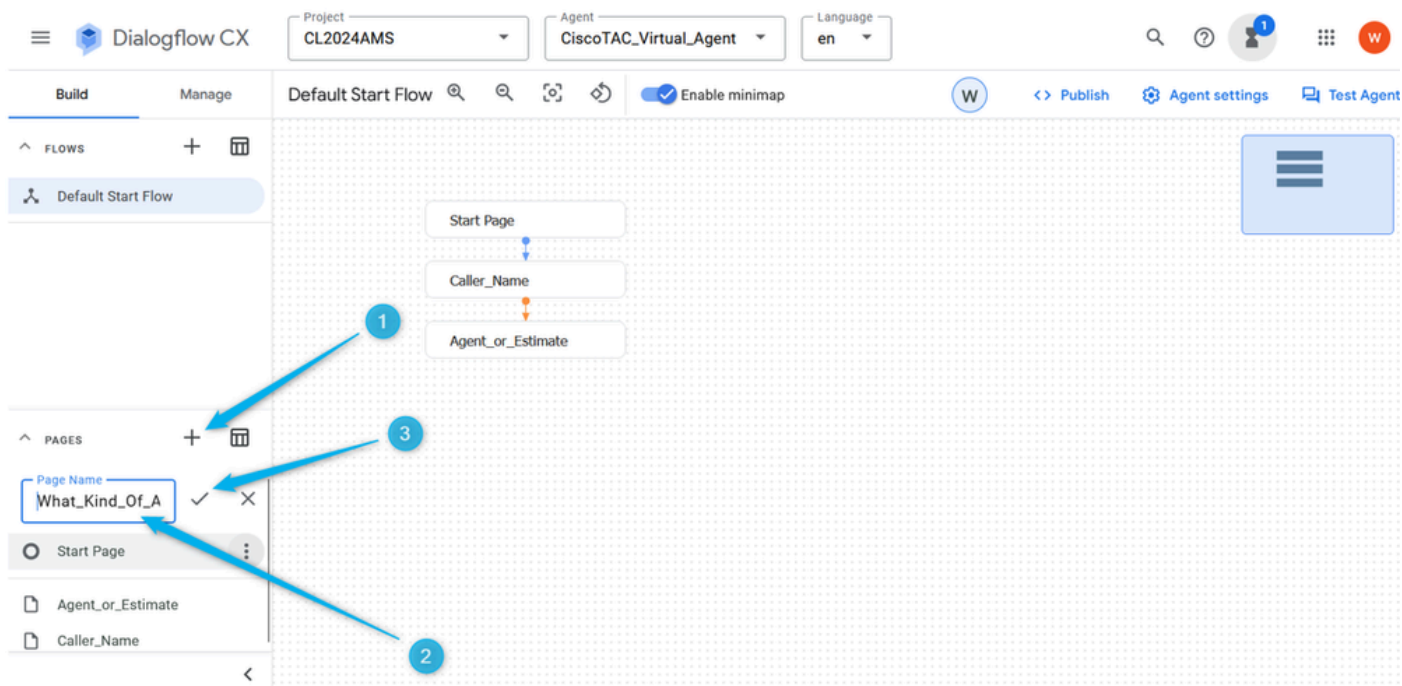 Project
Agent
Language
Dialogflow CX
CL2024AMS
CiscoTAC_Virtual_Agent
en
1
W
Build
Manage
Default Start Flow
Enable minimap
W
<> Publish
Agent settings
Test Agent
FLOWS
Default Start Flow
Start Page
Caller_Name
Agent_or_Estimate
1
3
PAGES
Page Name
What_Kind_Of_A
Start Page
Agent_or_Estimate
Caller_Name
2